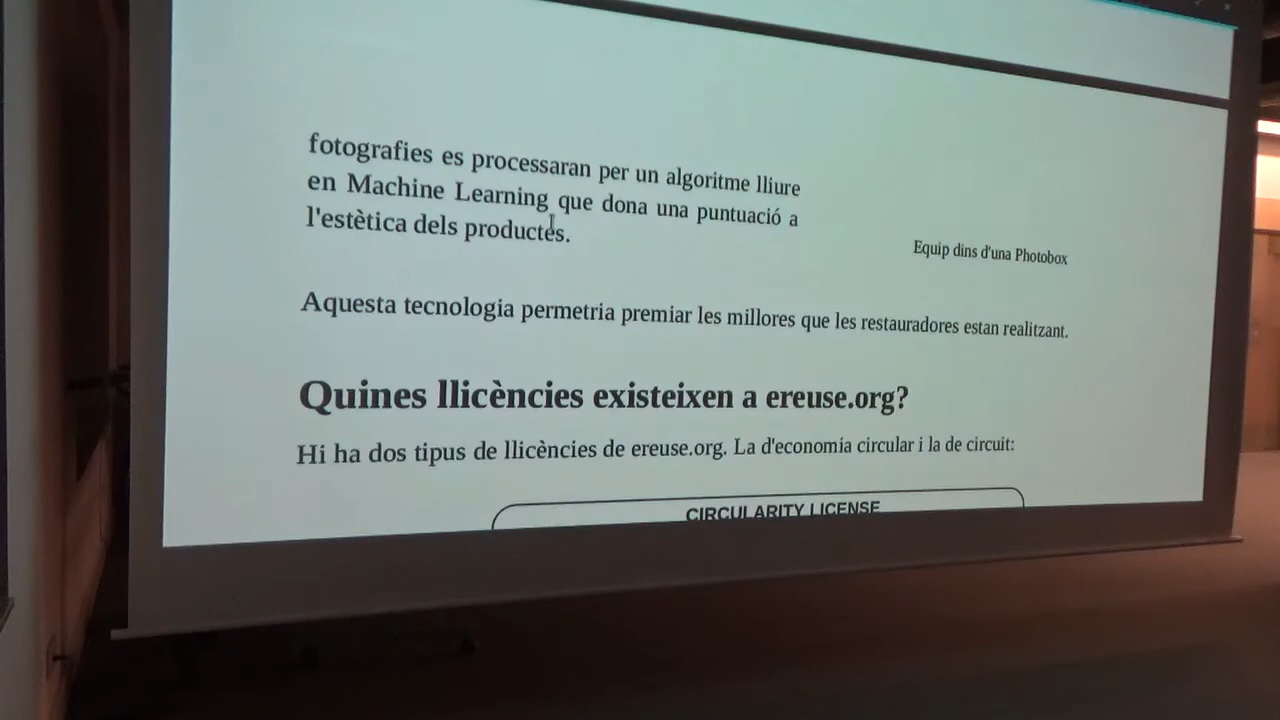 fotografies es processaran per un algoritme lliure
en Machine Learning que dona una puntuació a
l'estètica dels productes.
Equip dins d'una Photobox
Aquesta tecnologia permetria premiar les millores que les restauradores estan realitzant.
Quines llicències existeixen a ereuse.org?
Hi ha dos tipus de llicències de ereuse.org. La d'economia circular i la de circuit:
CIRCULARITY LICENSE